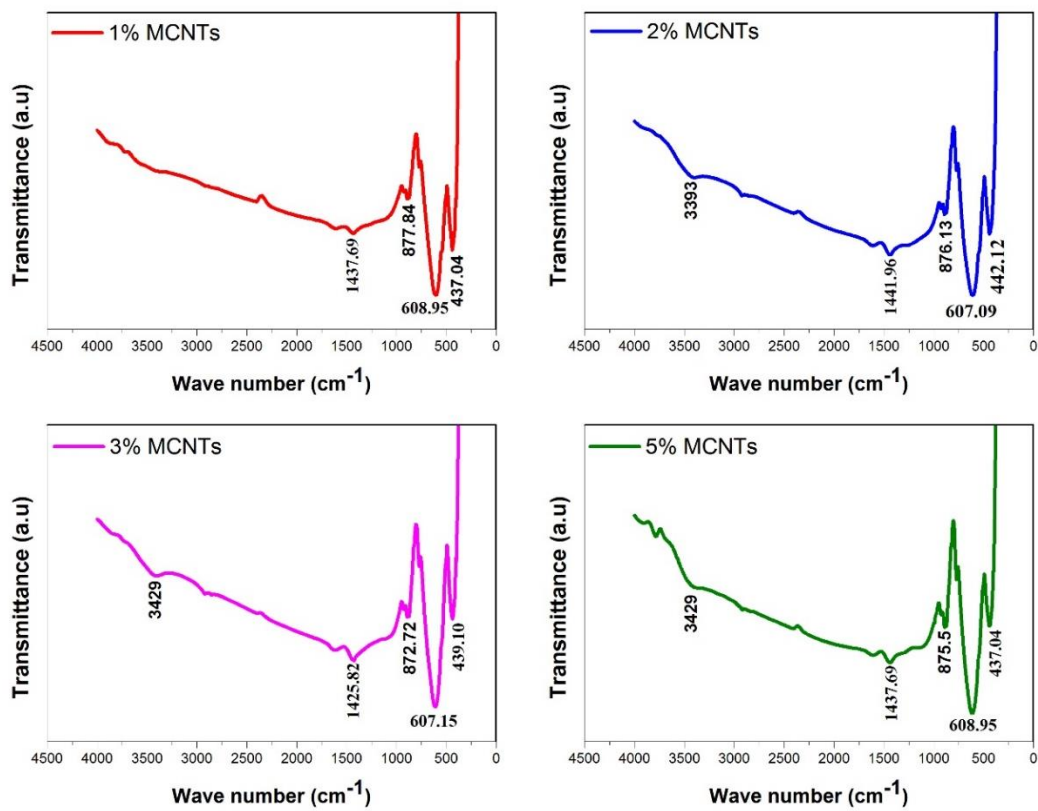 1% MCNTs
Transmittance (a.u)
1437.69
877.84
608.95
437.04
4500 4000 3500 3000 2500 2000 1500 1000 500 0
Wave number (cm⁻¹)
2% MCNTs
Transmittance (a.u)
3393
1441.96
876.13
607.09
442.12
4500 4000 3500 3000 2500 2000 1500 1000 500 0
Wave number (cm⁻¹)
3% MCNTs
Transmittance (a.u)
3429
1425.82
872.72
607.15
439.10
4500 4000 3500 3000 2500 2000 1500 1000 500 0
Wave number (cm⁻¹)
5% MCNTs
Transmittance (a.u)
3429
1437.69
875.5
608.95
437.04
4500 4000 3500 3000 2500 2000 1500 1000 500 0
Wave number (cm⁻¹)